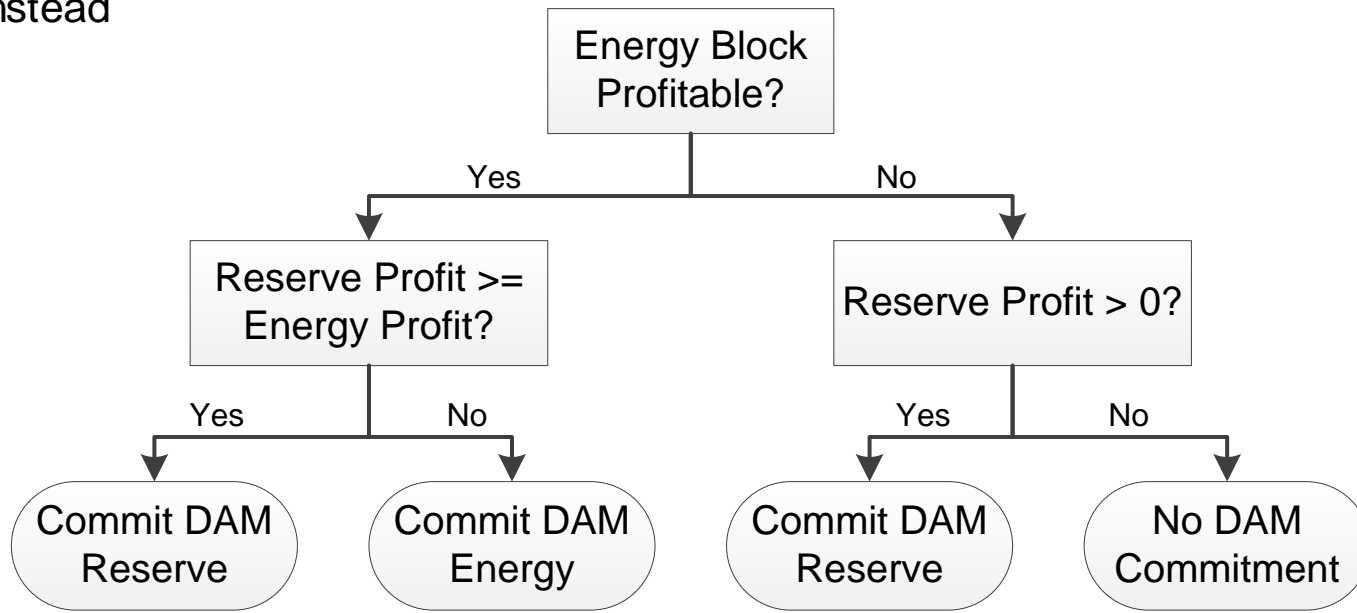 Energy Block
Profitable?
Yes
No
Reserve Profit >=
Energy Profit?
Reserve Profit > 0?
Yes
No
Yes
No
Commit DAM
Reserve
Commit DAM
Energy
Commit DAM
Reserve
No DAM
Commitment